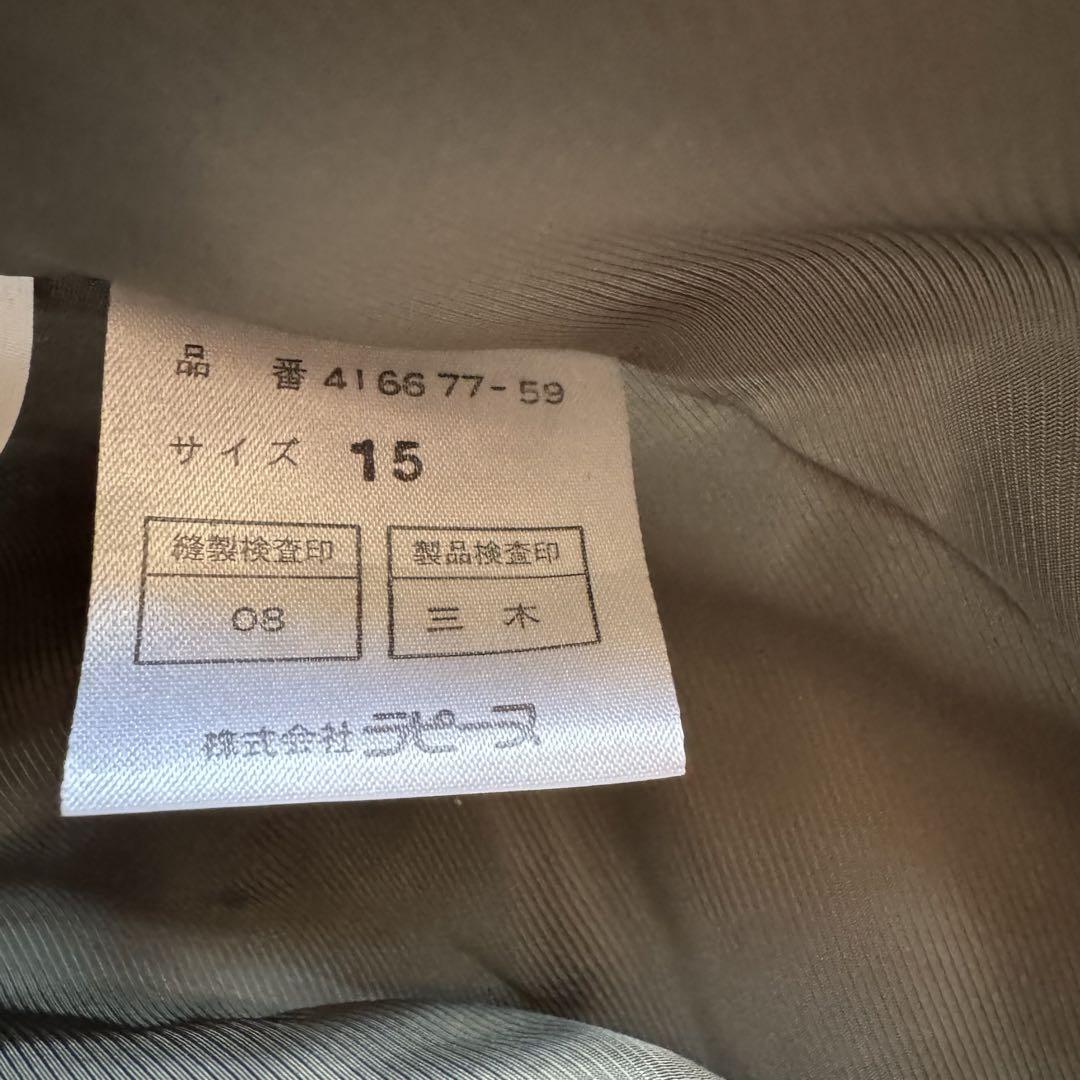 品 番 416677-59
サイズ 15
縫製検査印 製品検査印
08 三 木
株式会社 ラピーヌ